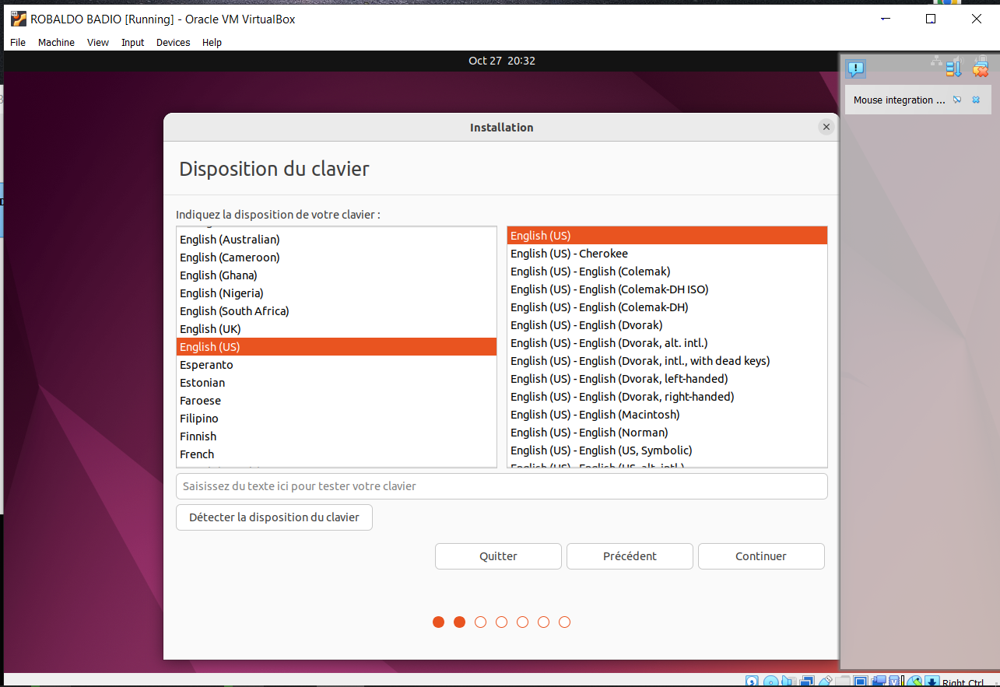 ROBALDO BADIO [Running] - Oracle VM VirtualBox
File Machine View Input Devices Help
Oct 27 20:32
Mouse integration ...
Installation
Disposition du clavier
Indiquez la disposition de votre clavier :
English (Australian)
English (Cameroon)
English (Ghana)
English (Nigeria)
English (South Africa)
English (UK)
English (US)
Esperanto
Estonian
Faroese
Filipino
Finnish
French
English (US)
English (US) - Cherokee
English (US) - English (Colemak)
English (US) - English (Colemak-DH ISO)
English (US) - English (Colemak-DH)
English (US) - English (Dvorak)
English (US) - English (Dvorak, alt. intl.)
English (US) - English (Dvorak, intl., with dead keys)
English (US) - English (Dvorak, left-handed)
English (US) - English (Dvorak, right-handed)
English (US) - English (Macintosh)
English (US) - English (Norman)
English (US) - English (US, Symbolic)
English (US) - English (US, alt. intl.)
Saisissez du texte ici pour tester votre clavier
Détecter la disposition du clavier
Quitter
Précédent
Continuer
Right Ctrl